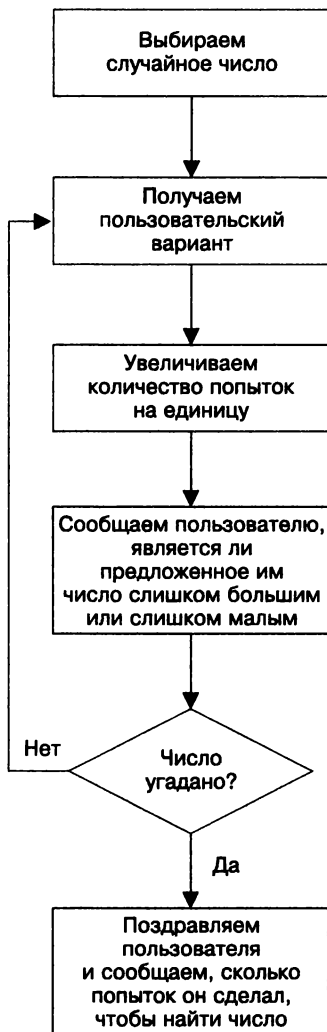 Выбираем
случайное число
Получаем
пользовательский
вариант
Увеличиваем
количество попыток
на единицу
Сообщаем пользователю,
является ли
предложенное им
число слишком большим
или слишком малым
Нет
Число
угадано?
Да
Поздравляем
пользователя
и сообщаем, сколько
попыток он сделал,
чтобы найти число